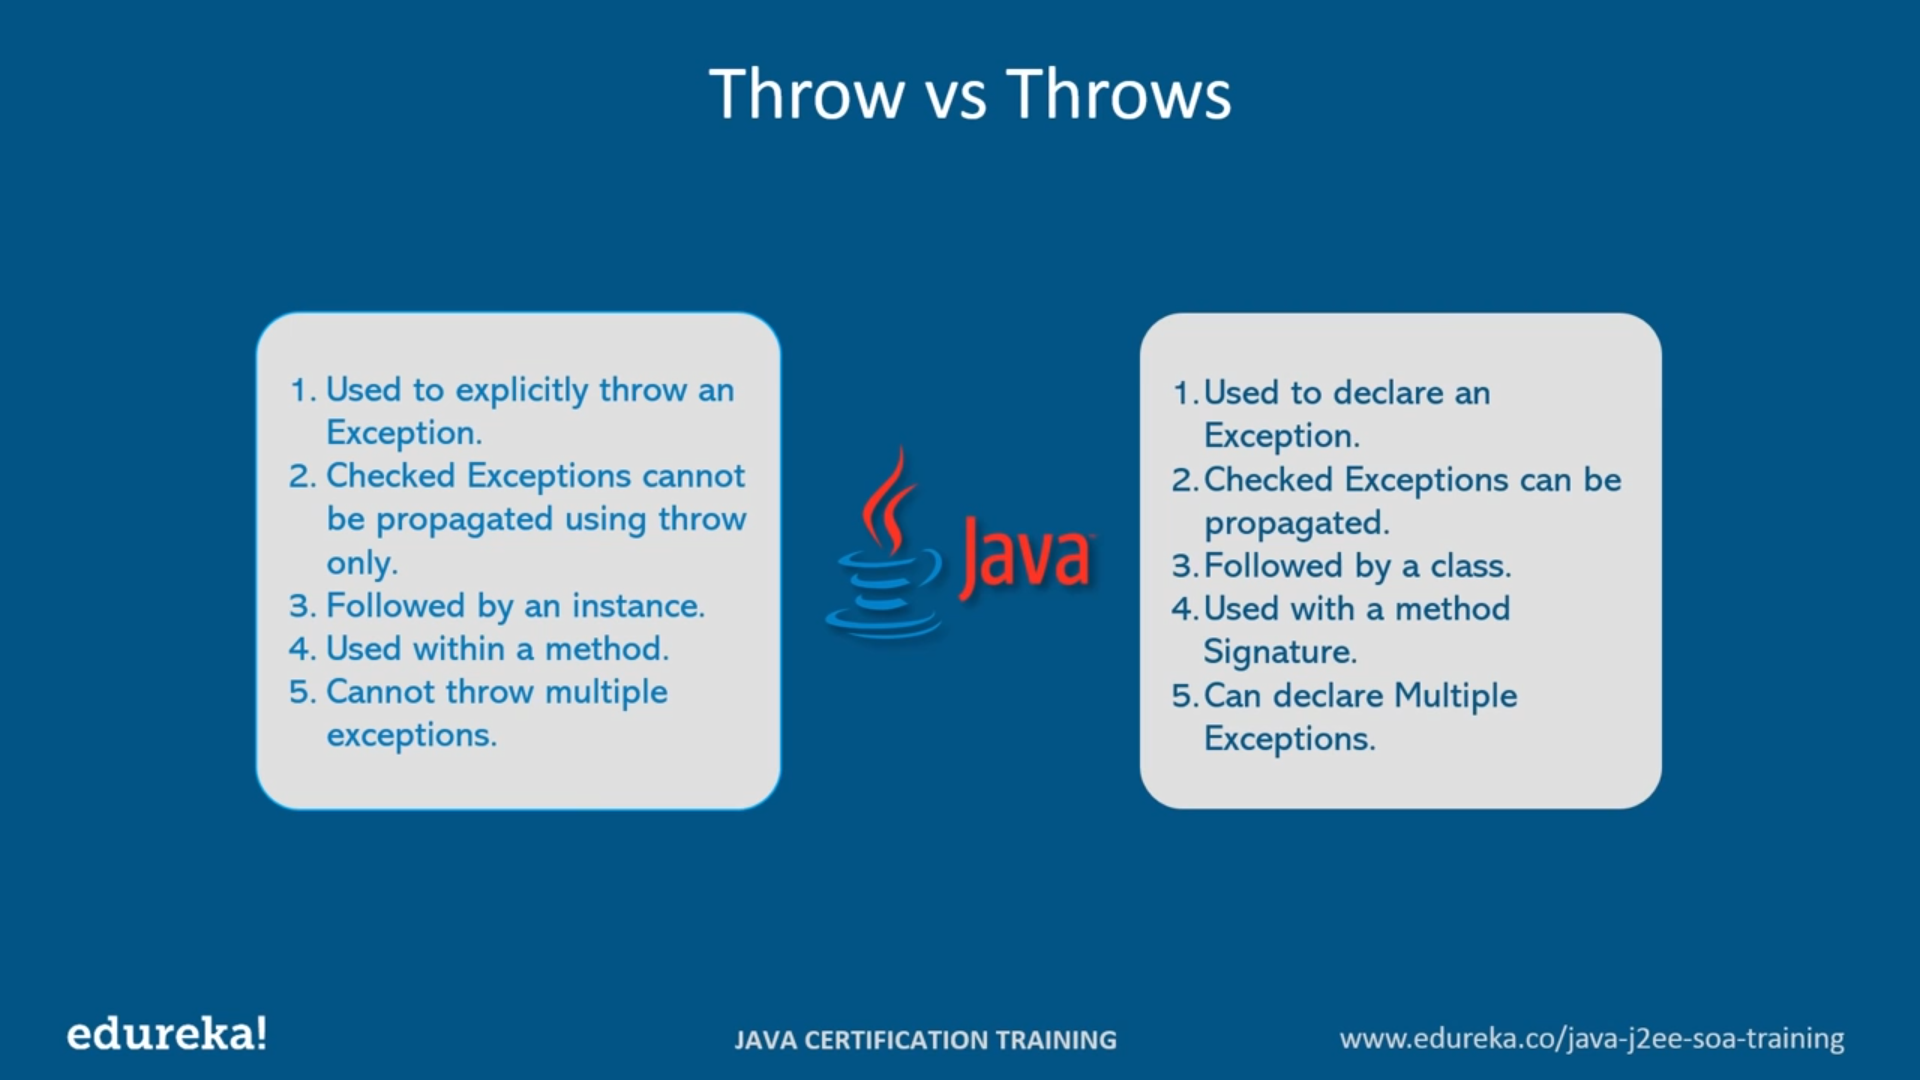 Throw vs Throws
1. Used to explicitly throw an
Exception.
2. Checked Exceptions cannot
be propagated using throw
only.
3. Followed by an instance.
4. Used within a method.
5. Cannot throw multiple
exceptions.
Java
1. Used to declare an
Exception.
2. Checked Exceptions can be
propagated.
3. Followed by a class.
4. Used with a method
Signature.
5. Can declare Multiple
Exceptions.
edureka!
JAVA CERTIFICATION TRAINING
www.edureka.co/java-j2ee-soa-training